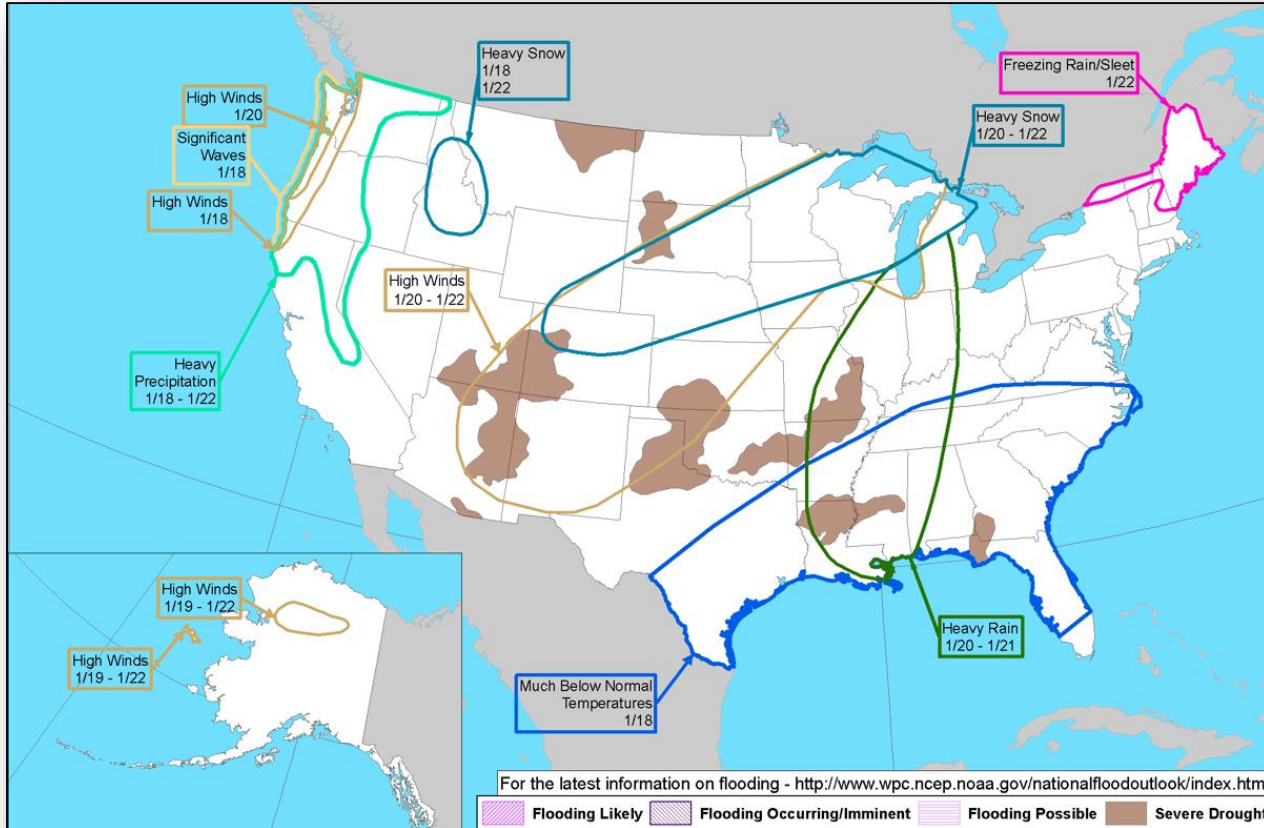 Heavy Snow
1/18
1/22
Freezing Rain/Sleet
1/22
High Winds
1/20
Heavy Snow
1/20 - 1/22
Significant
Waves
1/18
High Winds
1/18
High Winds
1/20 - 1/22
Heavy
Precipitation
1/18 - 1/22
High Winds
1/19 - 1/22
High Winds
1/19 - 1/22
Heavy Rain
1/20 - 1/21
Much Below Normal
Temperatures
1/18
For the latest information on flooding - http://www.wpc.ncep.noaa.gov/nationalfloodoutlook/index.htm
Flooding Likely
Flooding Occurring/Imminent
Flooding Possible
Severe Drought